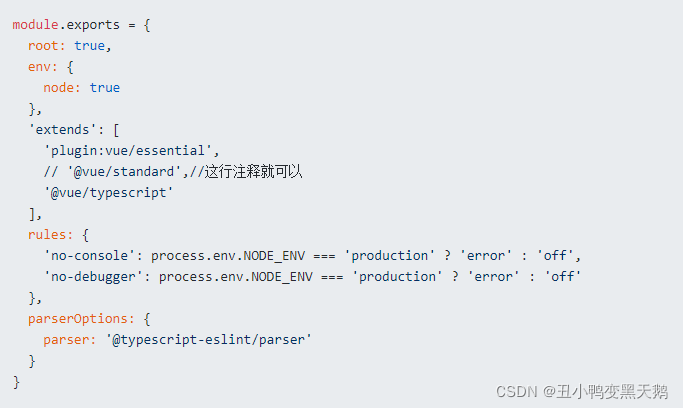 module.exports = {
  root: true,
  env: {
    node: true
  },
  'extends': [
    'plugin:vue/essential',
    // '@vue/standard',//这行注释就可以
    '@vue/typescript'
  ],
  rules: {
    'no-console': process.env.NODE_ENV === 'production' ? 'error' : 'off',
    'no-debugger': process.env.NODE_ENV === 'production' ? 'error' : 'off'
  },
  parserOptions: {
    parser: '@typescript-eslint/parser'
  }
}
CSDN @丑小鸭变黑天鹅